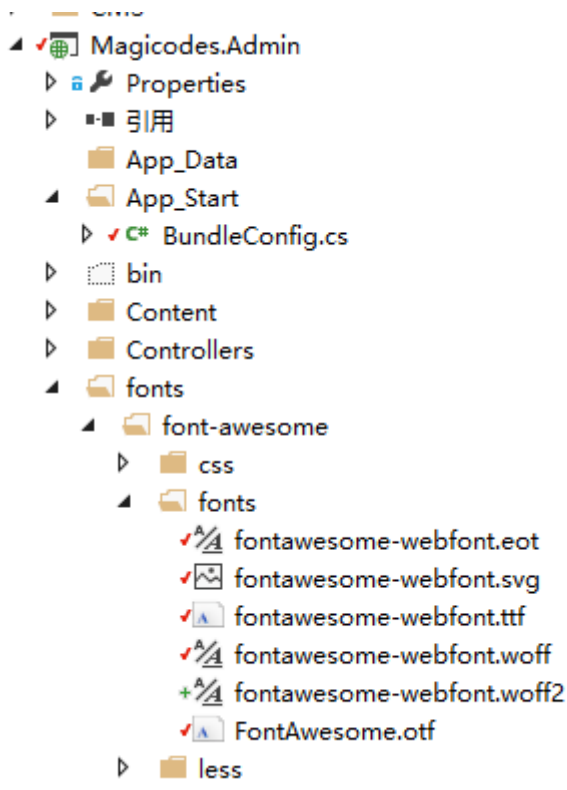 Magicodes.Admin
Properties
引用
App_Data
App_Start
C# BundleConfig.cs
bin
Content
Controllers
fonts
font-awesome
css
fonts
fontawesome-webfont.eot
fontawesome-webfont.svg
fontawesome-webfont.ttf
fontawesome-webfont.woff
fontawesome-webfont.woff2
FontAwesome.otf
less